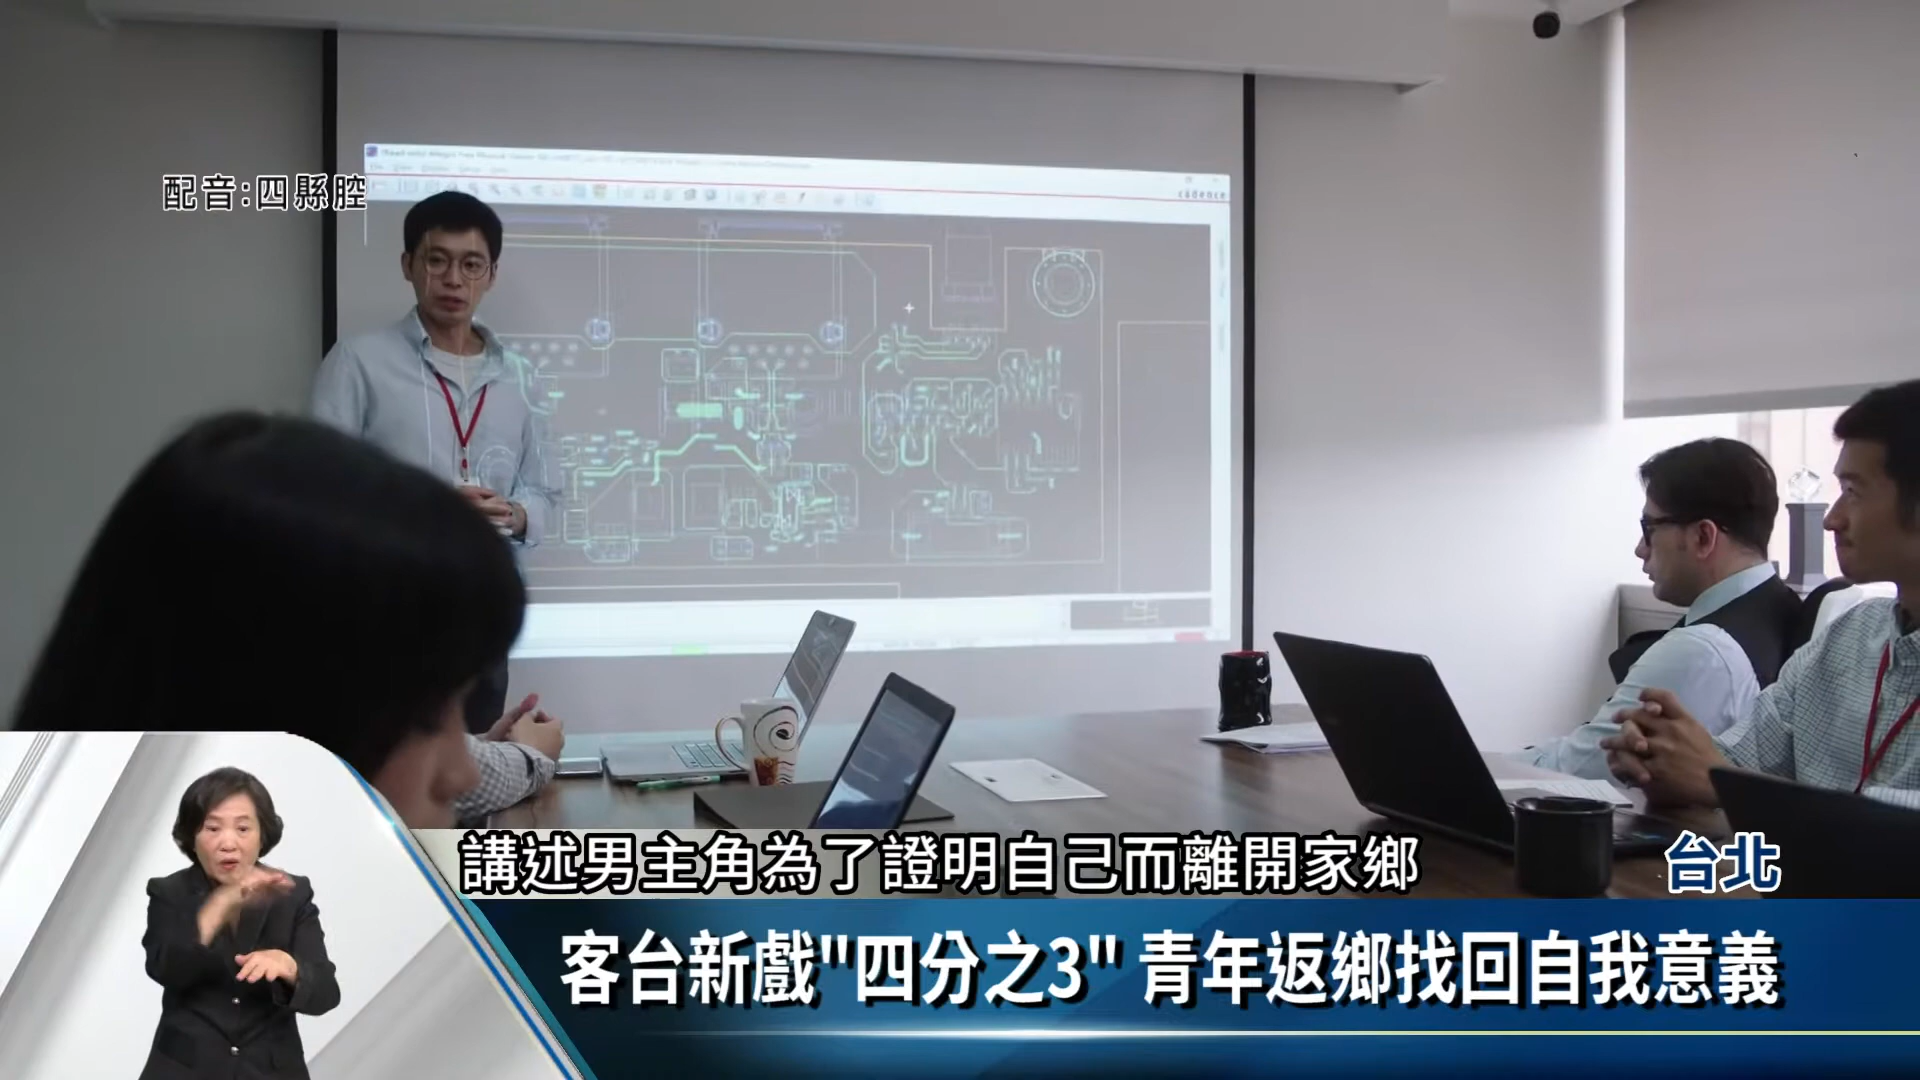 配音:四縣腔
cadence
講述男主角為了證明自己而離開家鄉
台北
客台新戲"四分之3" 青年返鄉找回自我意義